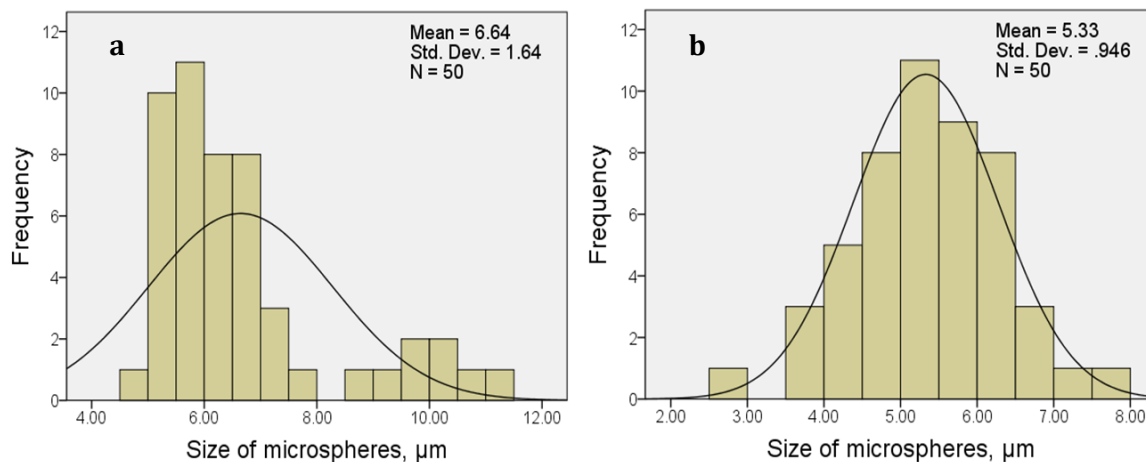 a
Mean = 6.64
Std. Dev. = 1.64
N = 50
12
10
8
6
4
2
0
Frequency
4.00 6.00 8.00 10.00 12.00
Size of microspheres, µm
b
Mean = 5.33
Std. Dev. = .946
N = 50
12
10
8
6
4
2
0
Frequency
2.00 3.00 4.00 5.00 6.00 7.00 8.00
Size of microspheres, µm